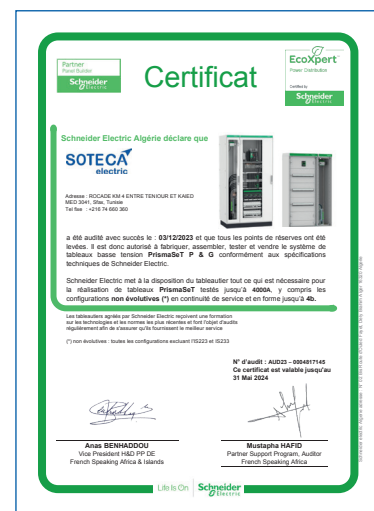 Partner
Panel Builder
Schneider
Electric
Certificat
EcoXpert
Power Distribution
Certified by
Schneider
Electric
Schneider Electric Algérie déclare que
SOTECA
electric
Adresse : ROCADE KM 4 ENTRE TENIOUR ET KAIED
MED 3041, Sfax, Tunisie
Tel fixe : +216 74 660 360
a été audité avec succès le : 03/12/2023 et que tous les points de réserves ont été
levées. Il est donc autorisé à fabriquer, assembler, tester et vendre le système de
tableaux basse tension PrismaSeT P & G conformément aux spécifications
techniques de Schneider Electric.
Schneider Electric met à la disposition du tableautier tout ce qui est nécessaire pour
la réalisation de tableaux PrismaSeT testés jusqu'à 4000A, y compris les
configurations non évolutives (*) en continuité de service et en forme jusqu'à 4b.
Les tableautiers agréés par Schneider Electric reçoivent une formation
sur les technologies et les normes les plus récentes et font l'objet d'audits
régulièrement afin de s'assurer qu'ils fournissent le meilleur service
(*) non évolutives : toutes les configurations excluant l'IS223 et IS233
N° d'audit : AUD23 – 0004817145
Ce certificat est valable jusqu'au
31 Mai 2024
Anas BENHADDOU
Vice President H&D PP DE
French Speaking Africa & Islands
Mustapha HAFID
Partner Support Program, Auditor
French Speaking Africa
Life Is On
Schneider
Electric